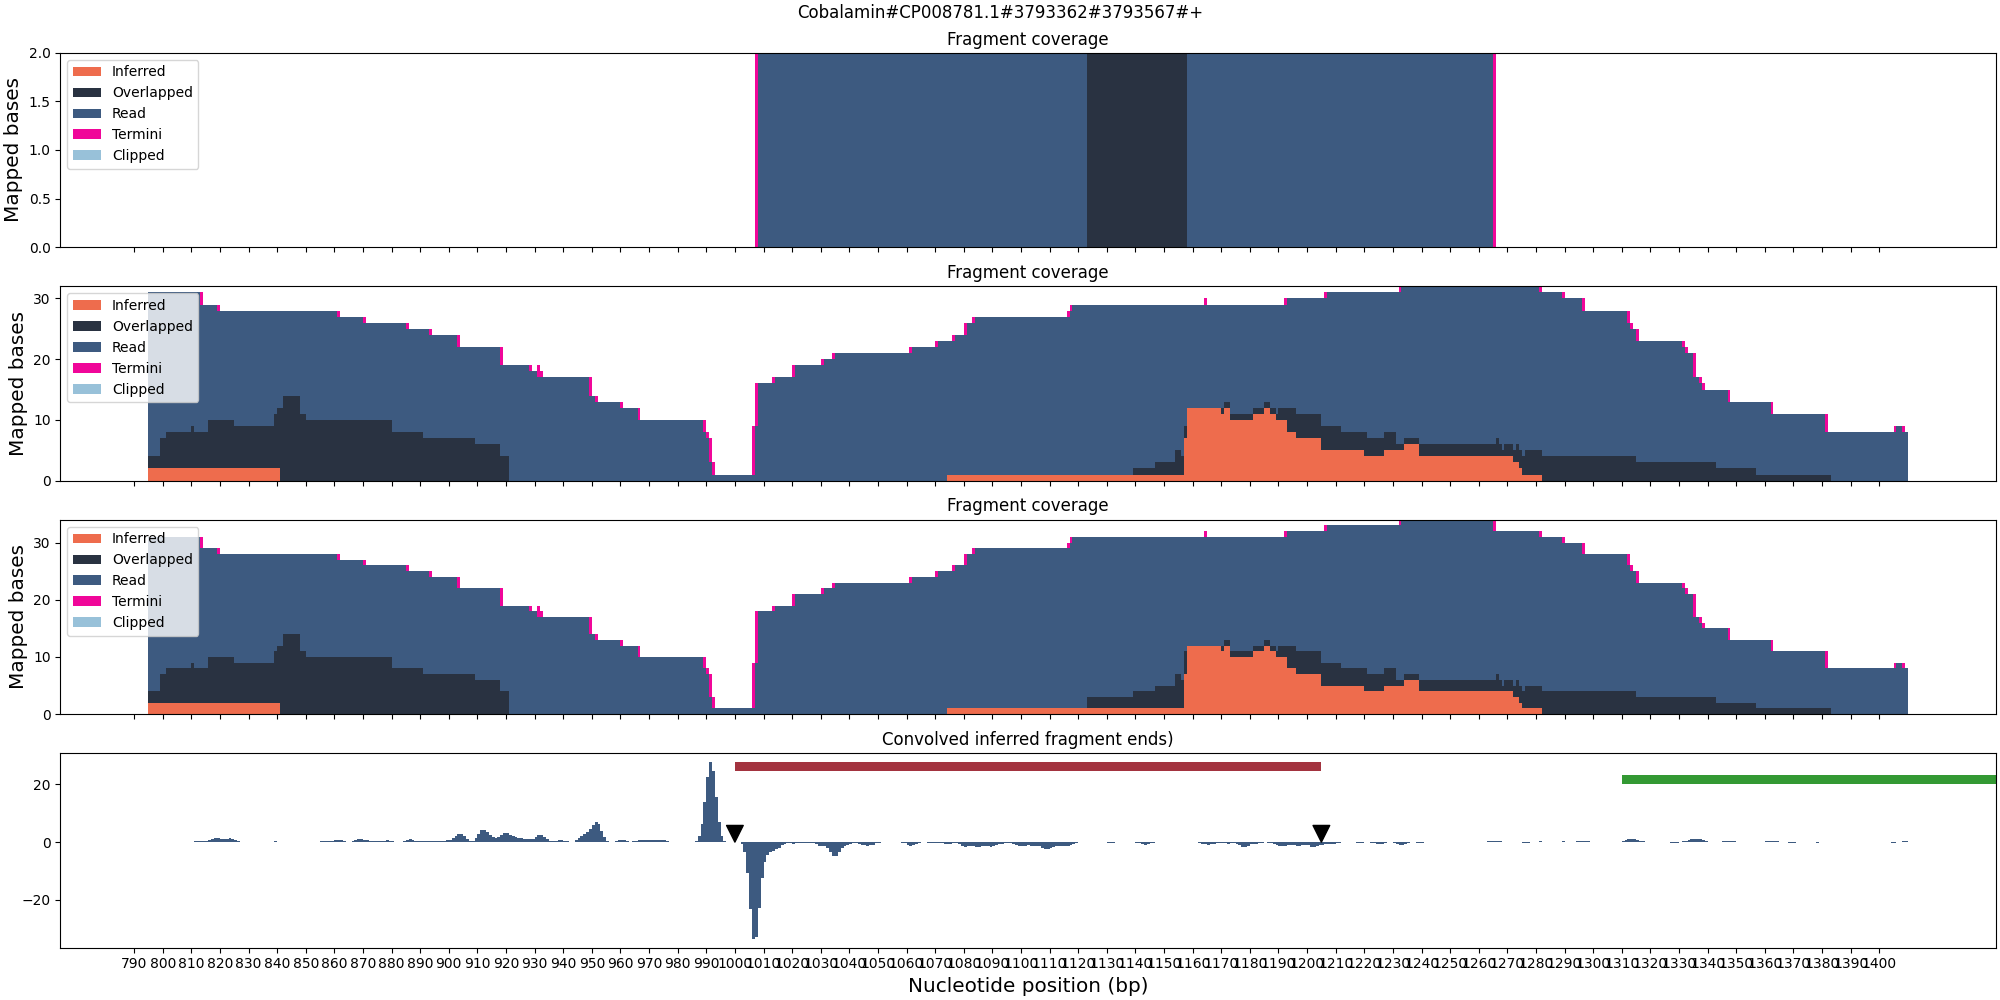 Cobalamin#CP008781.1#3793362#3793567#+
Fragment coverage
2.0
1.5
1.0
0.5
0.0
Mapped bases
Inferred
Overlapped
Read
Termini
Clipped
Fragment coverage
30
20
10
0
Mapped bases
Inferred
Overlapped
Read
Termini
Clipped
Fragment coverage
30
20
10
0
Mapped bases
Inferred
Overlapped
Read
Termini
Clipped
Convolved inferred fragment ends)
20
0
−20
790 800 810 820 830 840 850 860 870 880 890 900 910 920 930 940 950 960 970 980 990 1000 1010 1020 1030 1040 1050 1060 1070 1080 1090 1100 1110 1120 1130 1140 1150 1160 1170 1180 1190 1200 1210 1220 1230 1240 1250 1260 1270 1280 1290 1300 1310 1320 1330 1340 1350 1360 1370 1380 1390 1400
Nucleotide position (bp)